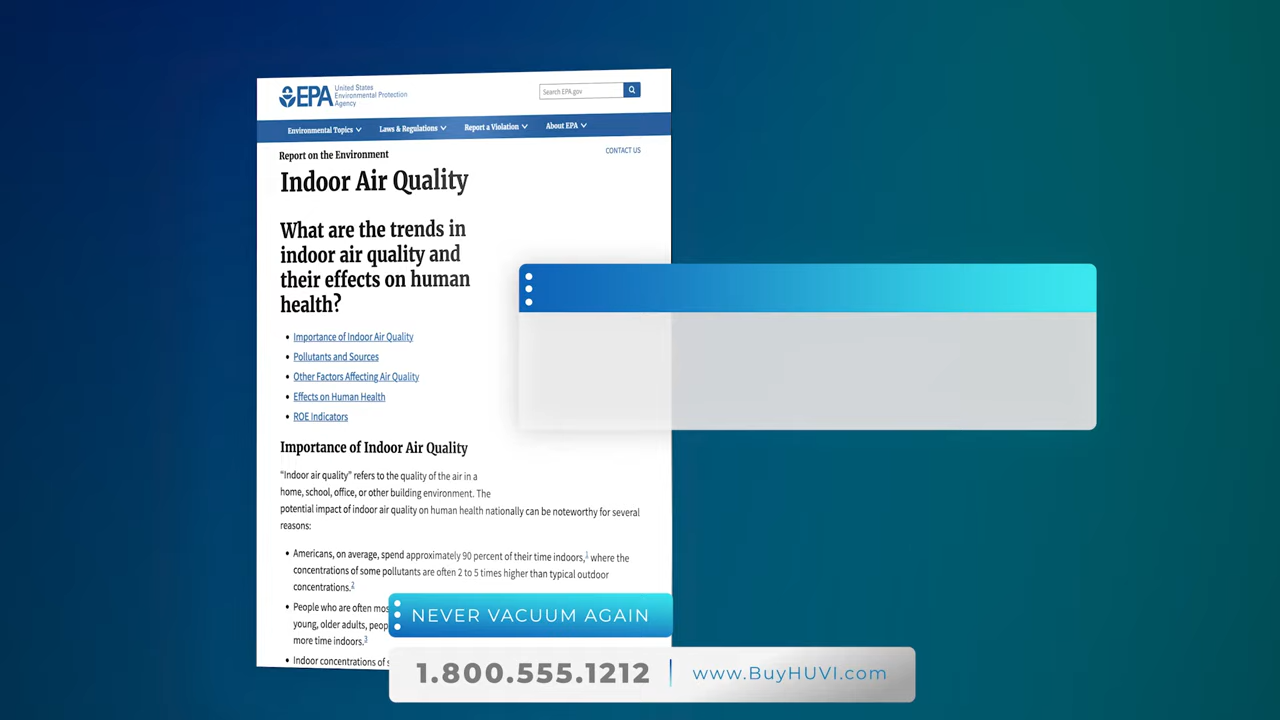 EPA United States
Environmental Protection
Agency
Search EPA.gov
Environmental Topics
Laws & Regulations
Report a Violation
About EPA
Report on the Environment
CONTACT US
Indoor Air Quality
What are the trends in
indoor air quality and
their effects on human
health?
• Importance of Indoor Air Quality
• Pollutants and Sources
• Other Factors Affecting Air Quality
• Effects on Human Health
• ROE Indicators
Importance of Indoor Air Quality
“Indoor air quality” refers to the quality of the air in a
home, school, office, or other building environment. The
potential impact of indoor air quality on human health nationally can be noteworthy for several
reasons:
• Americans, on average, spend approximately 90 percent of their time indoors,1 where the
concentrations of some pollutants are often 2 to 5 times higher than typical outdoor
concentrations.2
• People who are often
young, older adults,
more time indoors.3
• Indoor concentrations of
NEVER VACUUM AGAIN
1.800.555.1212
www.BuyHUVI.com